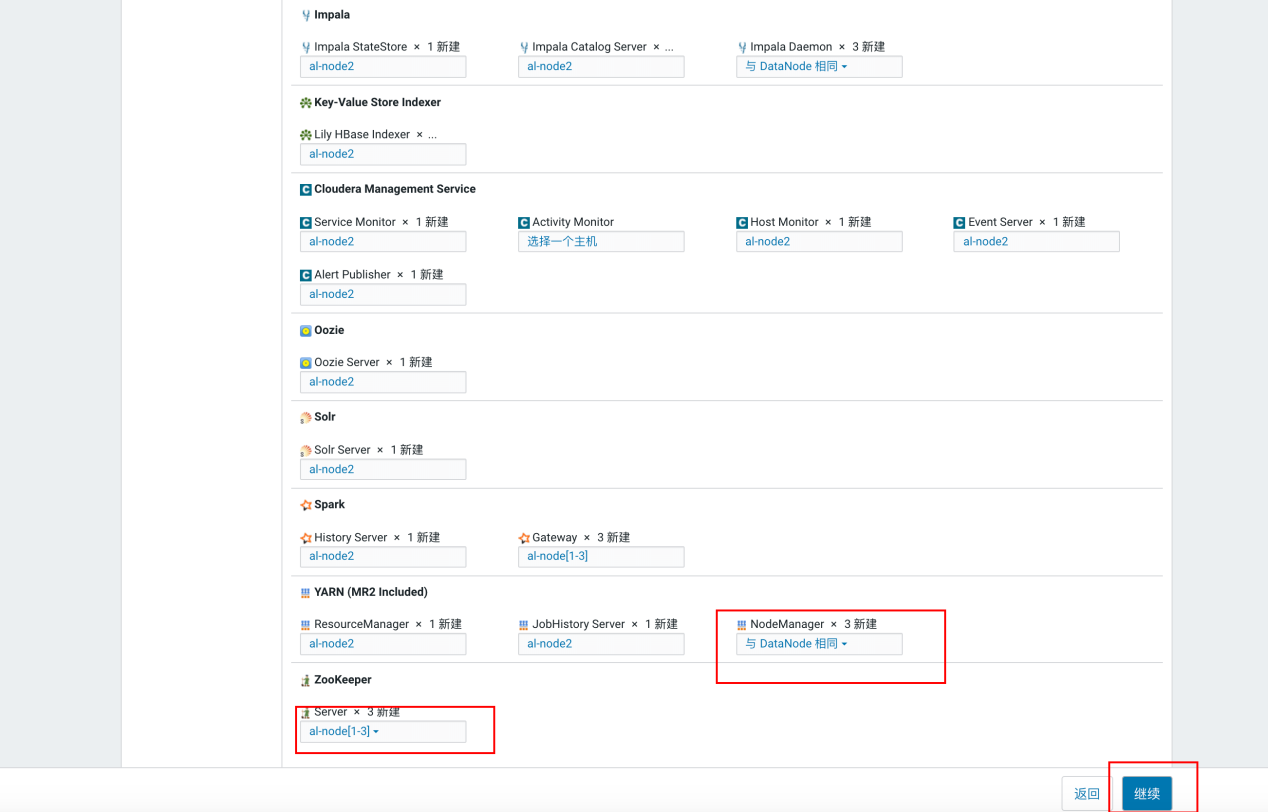 Impala
Impala StateStore × 1 新建
Impala Catalog Server × ...
Impala Daemon × 3 新建
al-node2
al-node2
与 DataNode 相同
Key-Value Store Indexer
Lily HBase Indexer × ...
al-node2
Cloudera Management Service
Service Monitor × 1 新建
Activity Monitor
Host Monitor × 1 新建
Event Server × 1 新建
al-node2
选择一个主机
al-node2
al-node2
Alert Publisher × 1 新建
al-node2
Oozie
Oozie Server × 1 新建
al-node2
Solr
Solr Server × 1 新建
al-node2
Spark
History Server × 1 新建
Gateway × 3 新建
al-node2
al-node[1-3]
YARN (MR2 Included)
ResourceManager × 1 新建
JobHistory Server × 1 新建
NodeManager × 3 新建
al-node2
al-node2
与 DataNode 相同
ZooKeeper
Server × 3 新建
al-node[1-3]
返回
继续